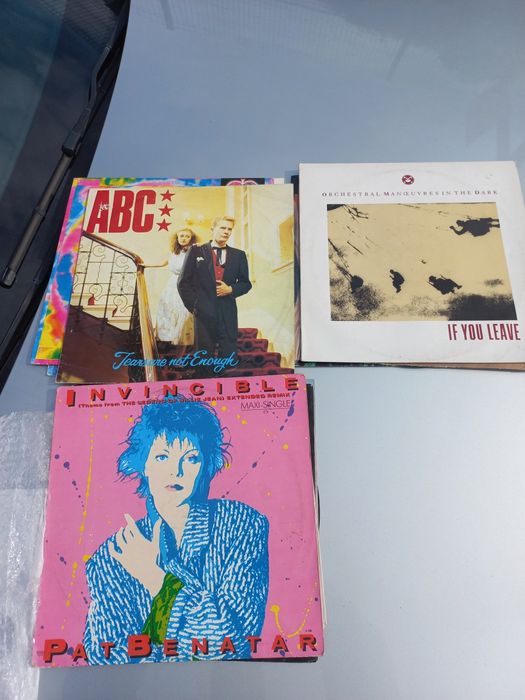 ABC
Tears are not Enough
ORCHESTRAL MANŒUVRES IN THE DARK
IF YOU LEAVE
INVINCIBLE
(Theme from THE LEGEND OF BILLIE JEAN) EXTENDED REMIX
MAXI-SINGLE
PAT BENATAR